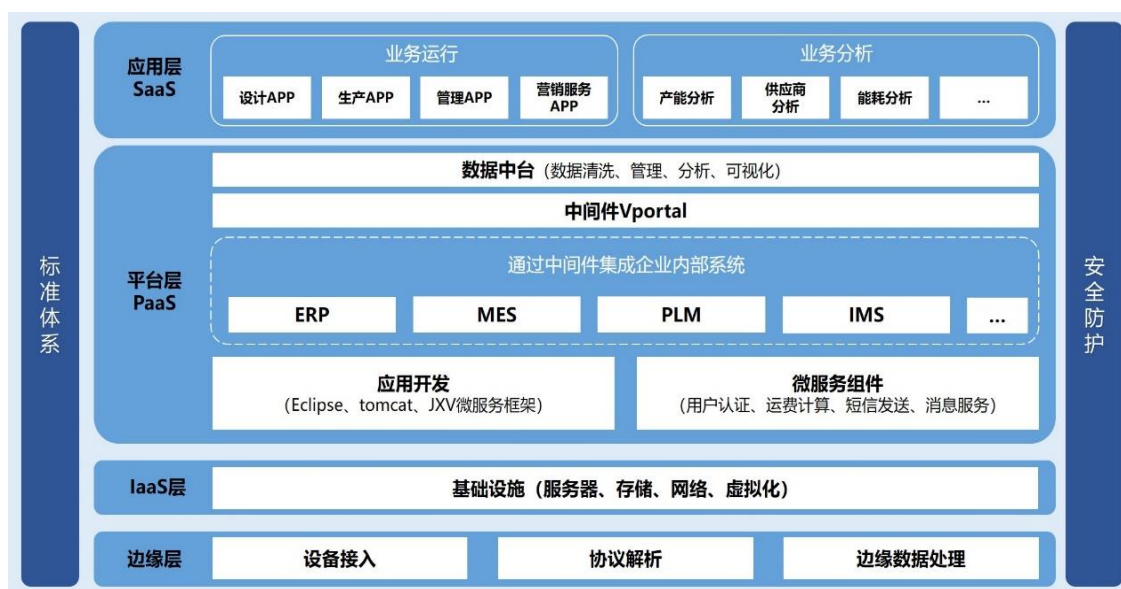 标准体系
应用层
SaaS
业务运行
设计APP
生产APP
管理APP
营销服务
APP
业务分析
产能分析
供应商
分析
能耗分析
...
平台层
PaaS
数据中台（数据清洗、管理、分析、可视化）
中间件Vportal
通过中间件集成企业内部系统
ERP
MES
PLM
IMS
...
应用开发
（Eclipse、tomcat、JXV微服务框架）
微服务组件
（用户认证、运费计算、短信发送、消息服务）
IaaS层
基础设施（服务器、存储、网络、虚拟化）
边缘层
设备接入
协议解析
边缘数据处理
安全防护